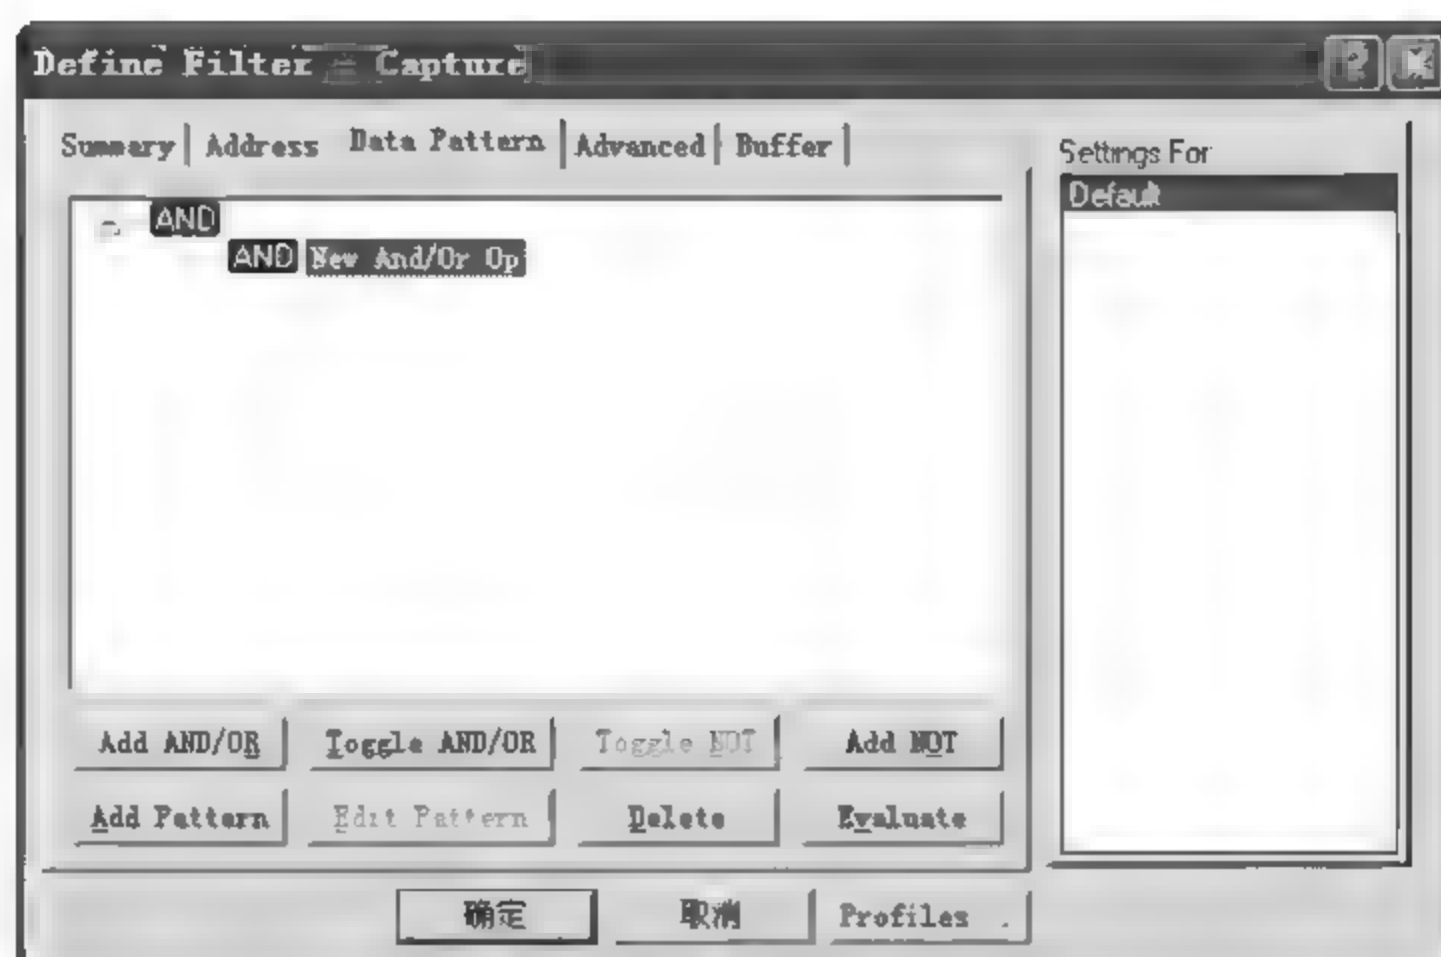 Define Filter - Capture
Summary Address Data Pattern Advanced Buffer
Settings For
Default
AND
AND New And/Or Op
Add AND/OR Toggle AND/OR Toggle NOT Add NOT
Add Pattern Edit Pattern Delete Evaluate
确定 取消 Profiles